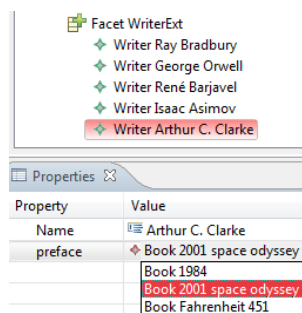 Facet WriterExt
Writer Ray Bradbury
Writer George Orwell
Writer René Barjavel
Writer Isaac Asimov
Writer Arthur C. Clarke
Properties
Property Value
Name Arthur C. Clarke
preface Book 2001 space odyssey
Book 1984
Book 2001 space odyssey
Book Fahrenheit 451